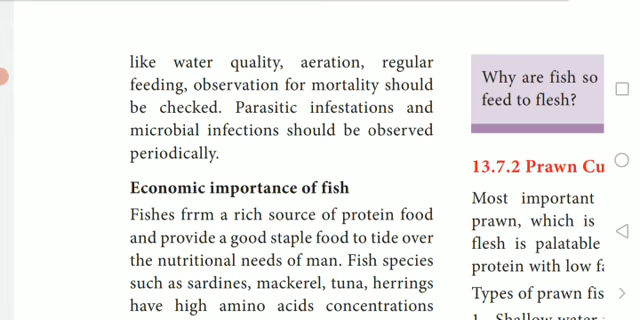 like water quality, aeration, regular
feeding, observation for mortality should
be checked. Parasitic infestations and
microbial infections should be observed
periodically.
Economic importance of fish
Fishes frrm a rich source of protein food
and provide a good staple food to tide over
the nutritional needs of man. Fish species
such as sardines, mackerel, tuna, herrings
have high amino acids concentrations
Why are fish so
feed to flesh?
13.7.2 Prawn Cu
Most important
prawn, which is
flesh is palatable
protein with low fa
Types of prawn fis
1. Shallow water